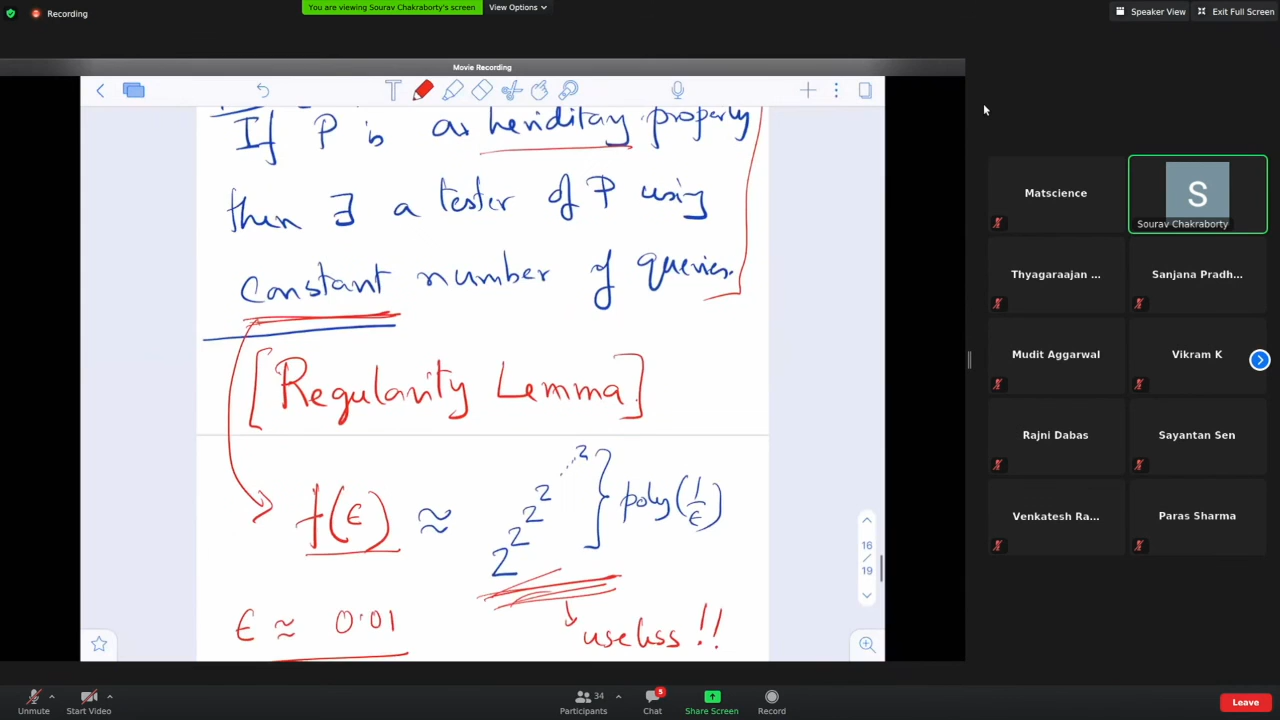 Recording
You are viewing Sourav Chakraborty's screen
View Options
Speaker View
Exit Full Screen
Movie Recording
If P is as heriditary property
then ∃ a tester of P using
constant number of queries.
[Regularity Lemma]
f(ϵ) ≈ 2^2^2^2^⋰^2 } poly(1/ϵ)
ϵ ≈ 0.01
useless !!
16
/
19
Matscience
S
Sourav Chakraborty
Thyagaraajan ...
Sanjana Pradh...
Mudit Aggarwal
Vikram K
Rajni Dabas
Sayantan Sen
Venkatesh Ra...
Paras Sharma
Unmute
Start Video
34
Participants
5
Chat
Share Screen
Record
Leave